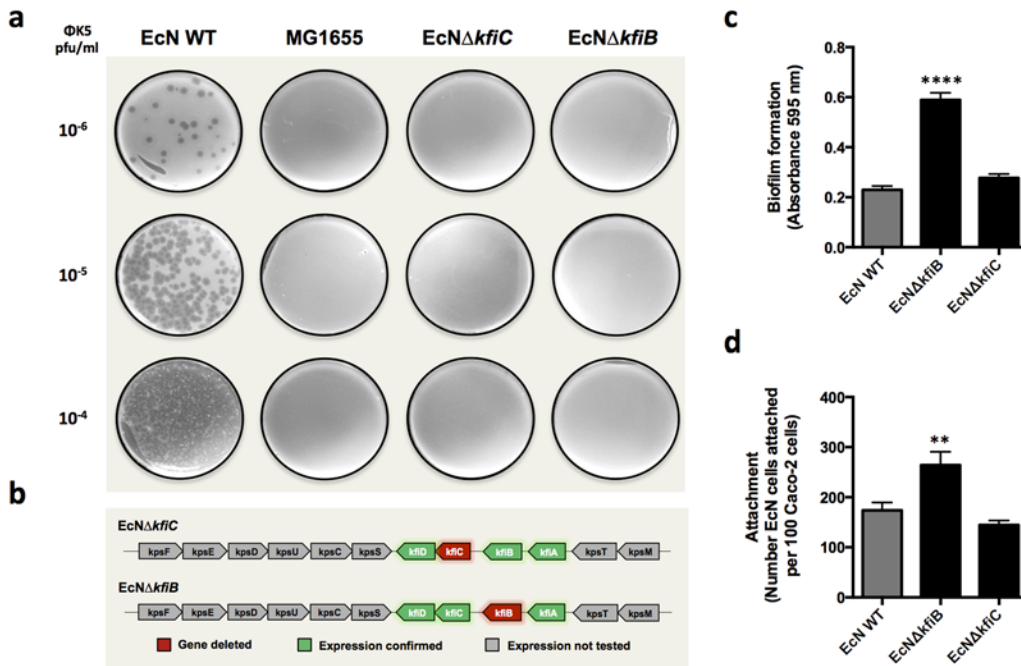 a
ΦK5
pfu/ml
EcN WT MG1655 EcNΔkfiC EcNΔkfiB
10-6
10-5
10-4
b
EcNΔkfiC
kpsF kpsE kpsD kpsU kpsC kpsS kfiD kfiC kfiB kfiA kpsT kpsM
EcNΔkfiB
kpsF kpsE kpsD kpsU kpsC kpsS kfiD kfiC kfiB kfiA kpsT kpsM
Gene deleted Expression confirmed Expression not tested
c
Biofilm formation
(Absorbance 595 nm)
0.8
0.6
0.4
0.2
0.0
****
EcN WT EcNΔkfiB EcNΔkfiC
d
Attachment
(Number EcN cells attached
per 100 Caco-2 cells)
400
300
200
100
0
**
EcN WT EcNΔkfiB EcNΔkfiC